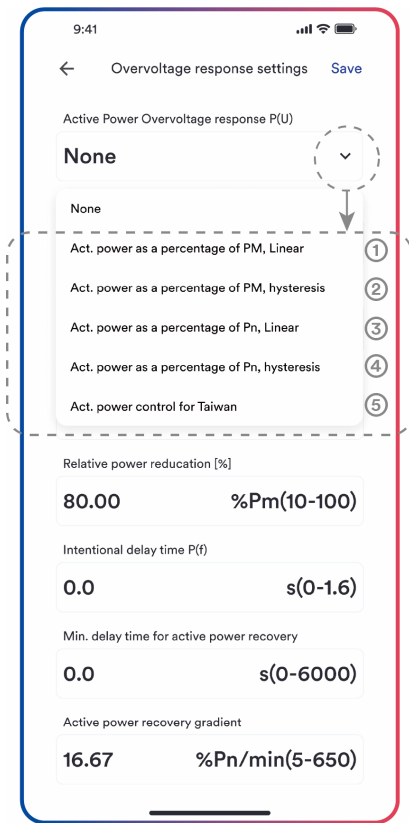 9:41
Overvoltage response settings Save
Active Power Overvoltage response P(U)
None
None
Act. power as a percentage of PM, Linear ①
Act. power as a percentage of PM, hysteresis ②
Act. power as a percentage of Pn, Linear ③
Act. power as a percentage of Pn, hysteresis ④
Act. power control for Taiwan ⑤
Relative power reducation [%]
80.00 %Pm(10-100)
Intentional delay time P(f)
0.0 s(0-1.6)
Min. delay time for active power recovery
0.0 s(0-6000)
Active power recovery gradient
16.67 %Pn/min(5-650)